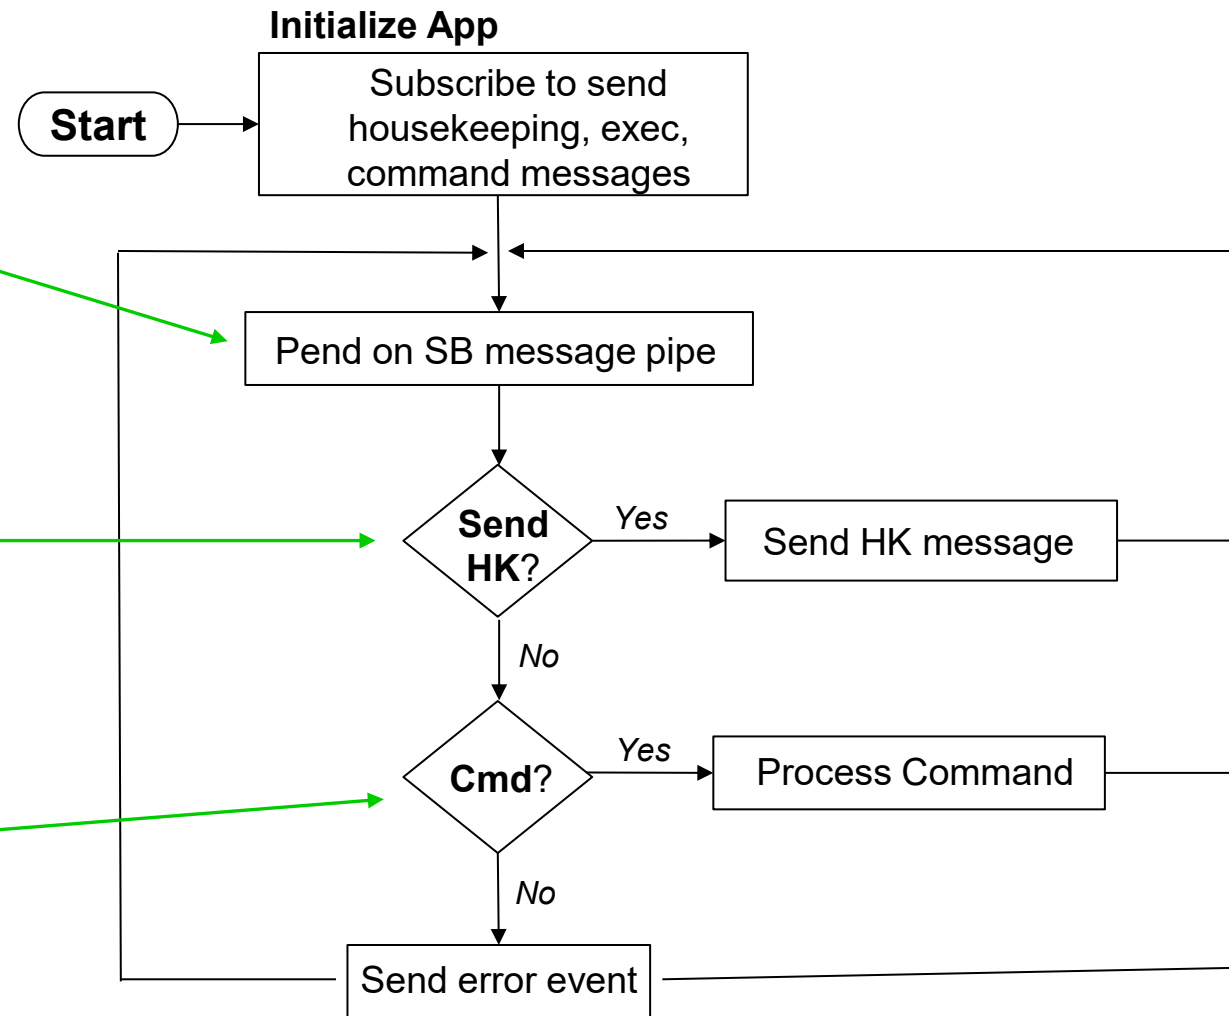 Initialize App
Start
Subscribe to send
housekeeping, exec,
command messages
Pend on SB message pipe
Send
HK?
Yes
Send HK message
No
Cmd?
Yes
Process Command
No
Send error event